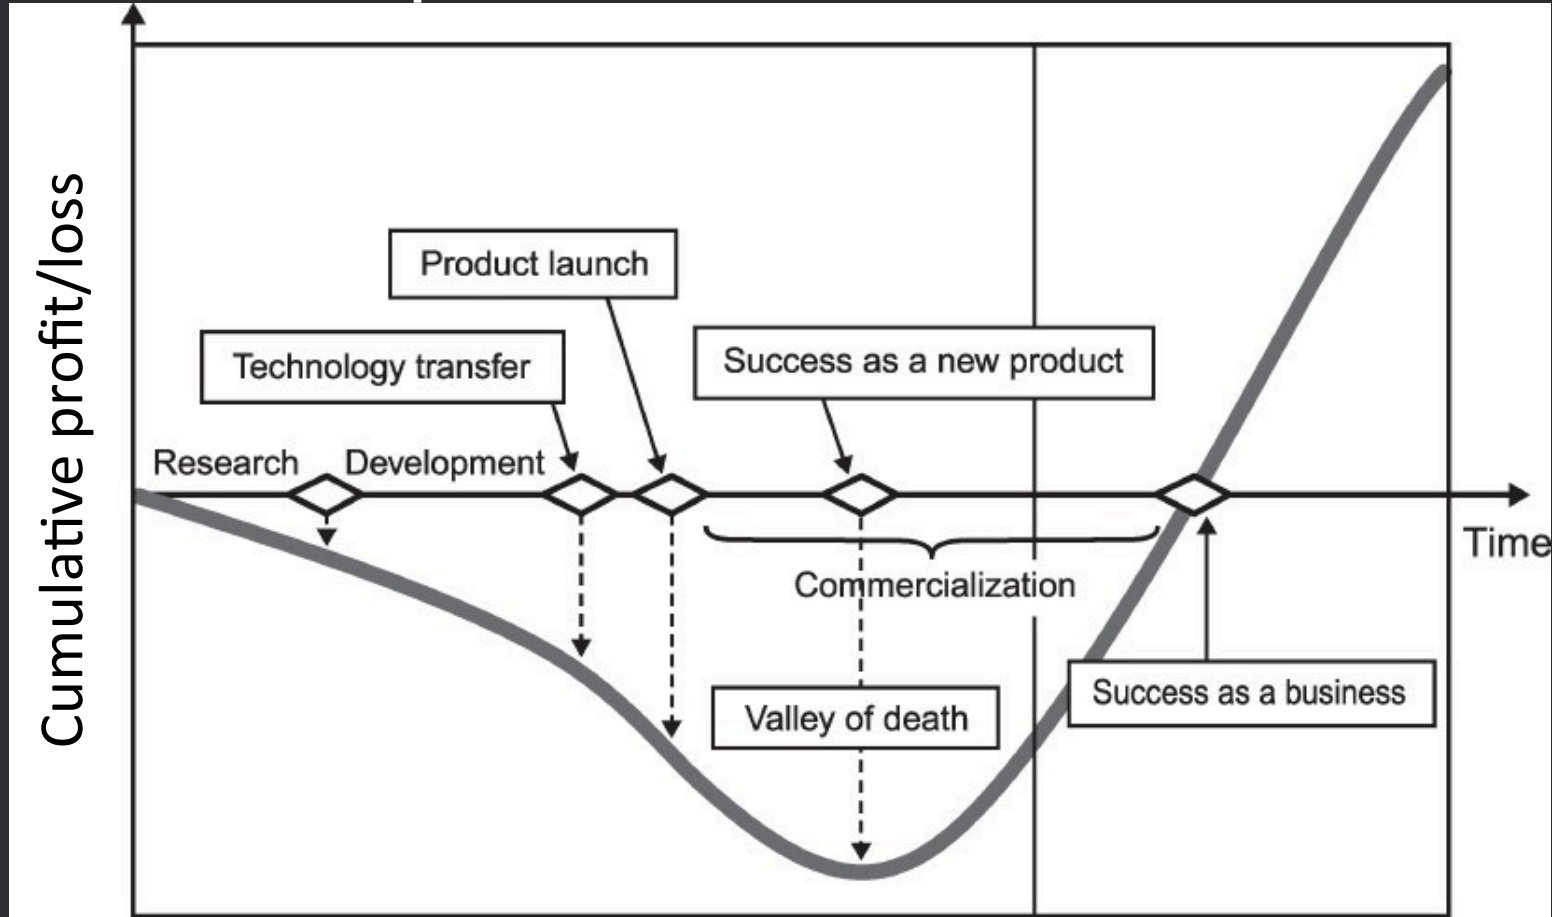 Cumulative profit/loss
Product launch
Technology transfer
Success as a new product
Research
Development
Time
Commercialization
Success as a business
Valley of death